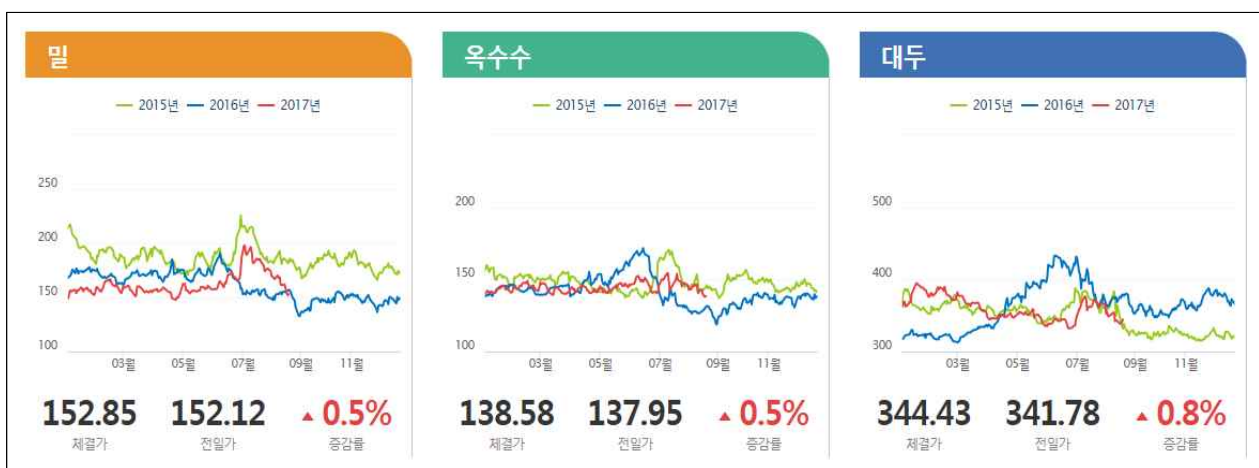 밀
2015년 2016년 2017년
250
200
150
100
03월 05월 07월 09월 11월
152.85 152.12 ▲ 0.5%
체결가 전일가 증감률
옥수수
2015년 2016년 2017년
200
150
100
03월 05월 07월 09월 11월
138.58 137.95 ▲ 0.5%
체결가 전일가 증감률
대두
2015년 2016년 2017년
500
400
300
03월 05월 07월 09월 11월
344.43 341.78 ▲ 0.8%
체결가 전일가 증감률